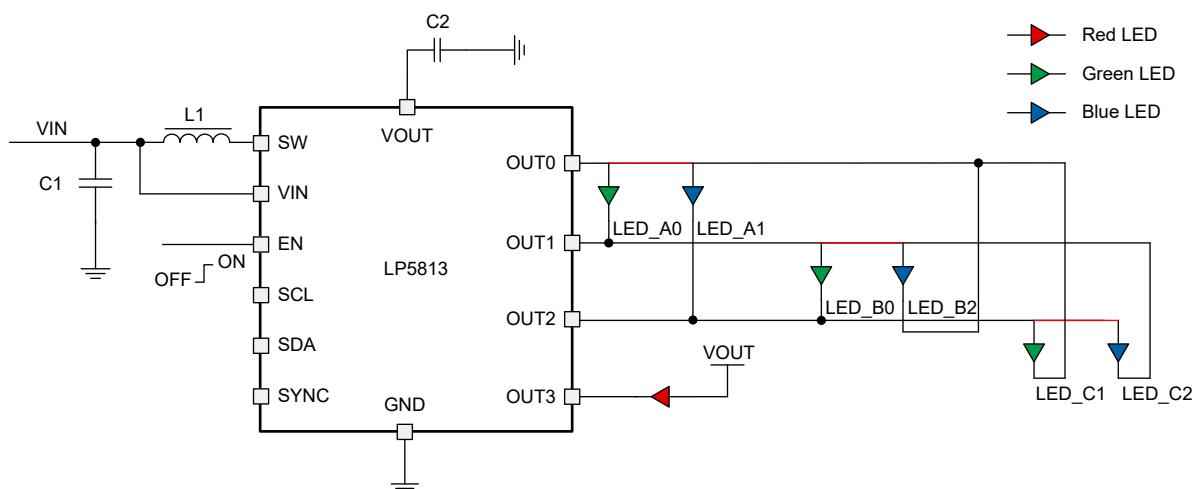 C2
Red LED
Green LED
Blue LED
VIN
L1
C1
VOUT
SW
VIN
EN
OFF
ON
SCL
SDA
SYNC
LP5813
GND
OUT0
OUT1
OUT2
OUT3
LED_A0
LED_A1
LED_B0
LED_B2
VOUT
LED_C1
LED_C2